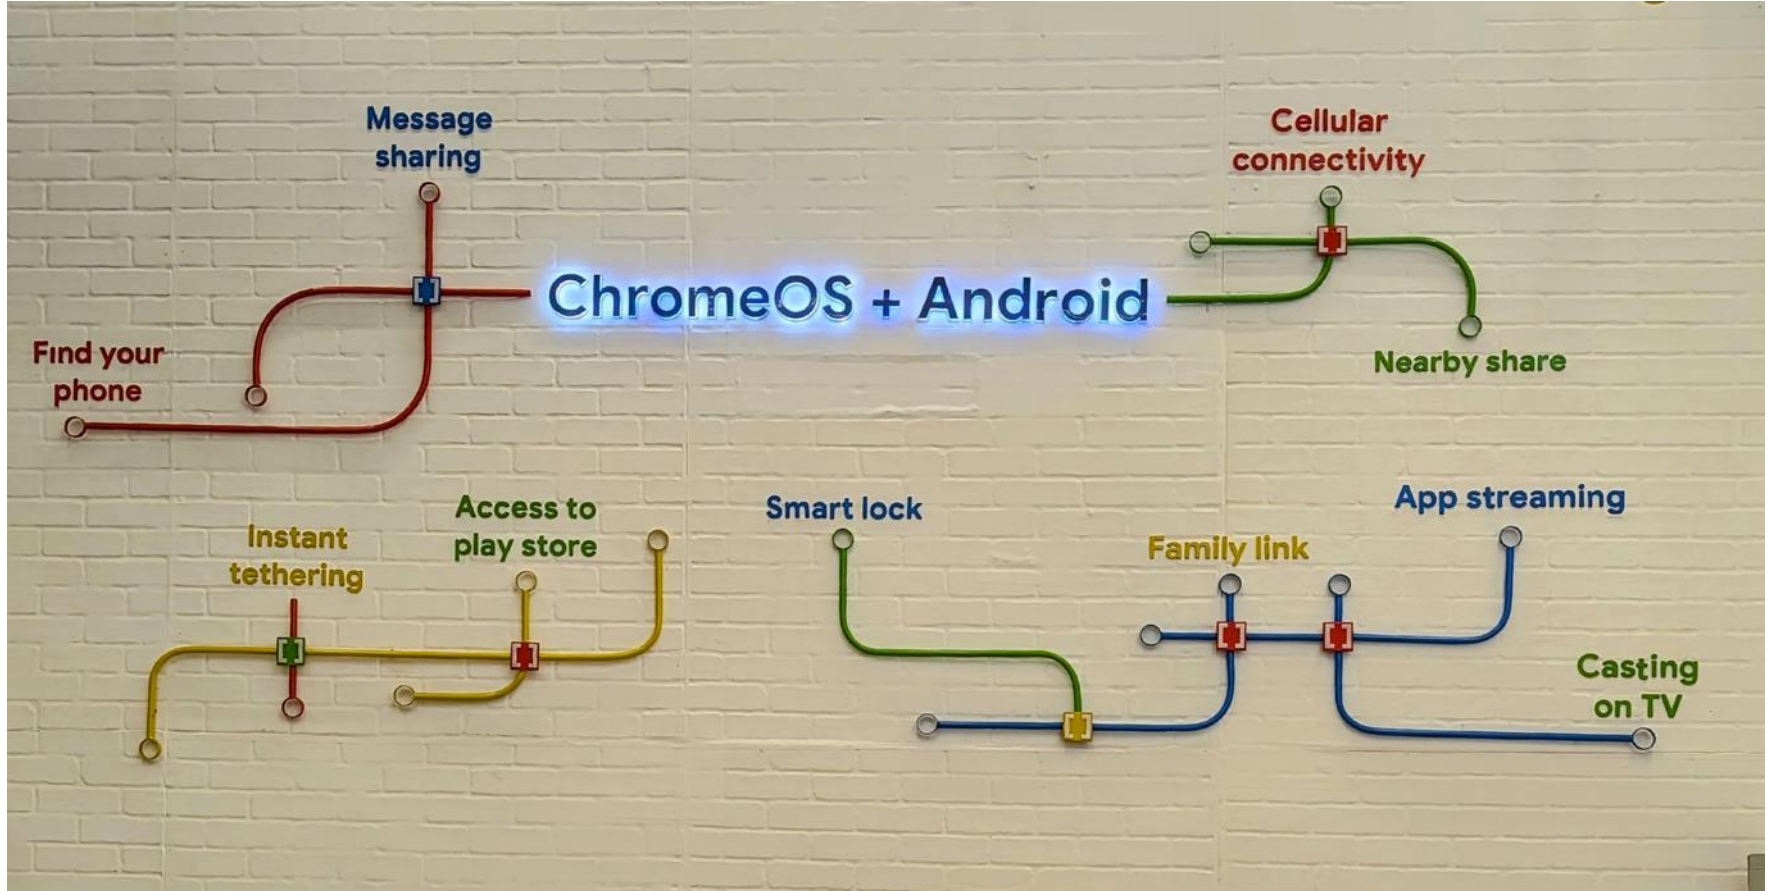 Message
sharing
Cellular
connectivity
ChromeOS + Android
Find your
phone
Nearby share
Instant
tethering
Access to
play store
Smart lock
Family link
App streaming
Casting
on TV